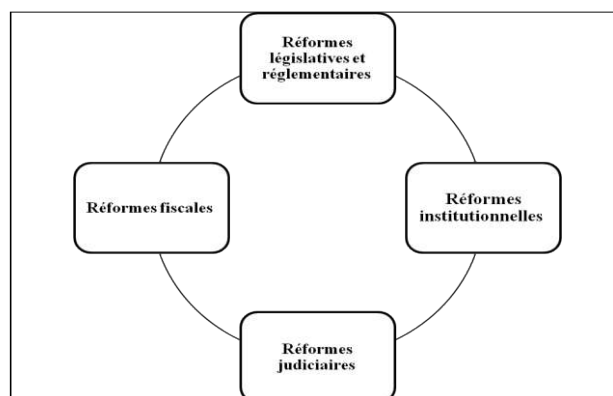 Réformes
législatives et
réglementaires
Réformes fiscales
Réformes
institutionnelles
Réformes
judiciaires